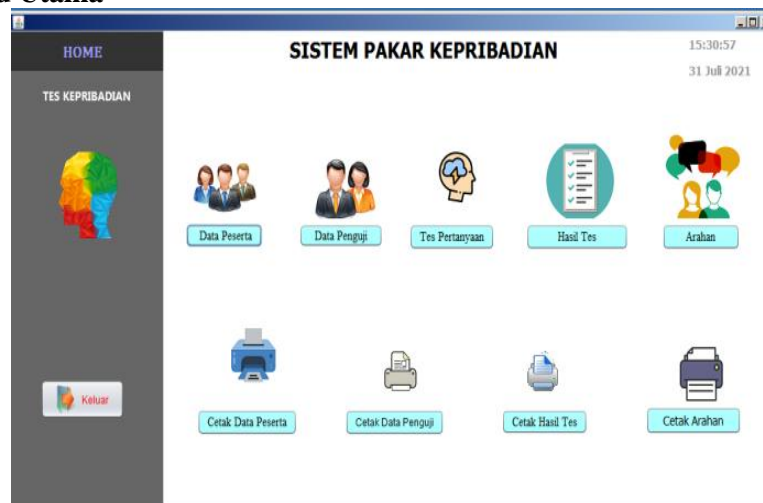 Utama
HOME
SISTEM PAKAR KEPRIBADIAN
15:30:57
31 Juli 2021
TES KEPRIBADIAN
Data Peserta
Data Penguji
Tes Pertanyaan
Hasil Tes
Arahan
Keluar
Cetak Data Peserta
Cetak Data Penguji
Cetak Hasil Tes
Cetak Arahan